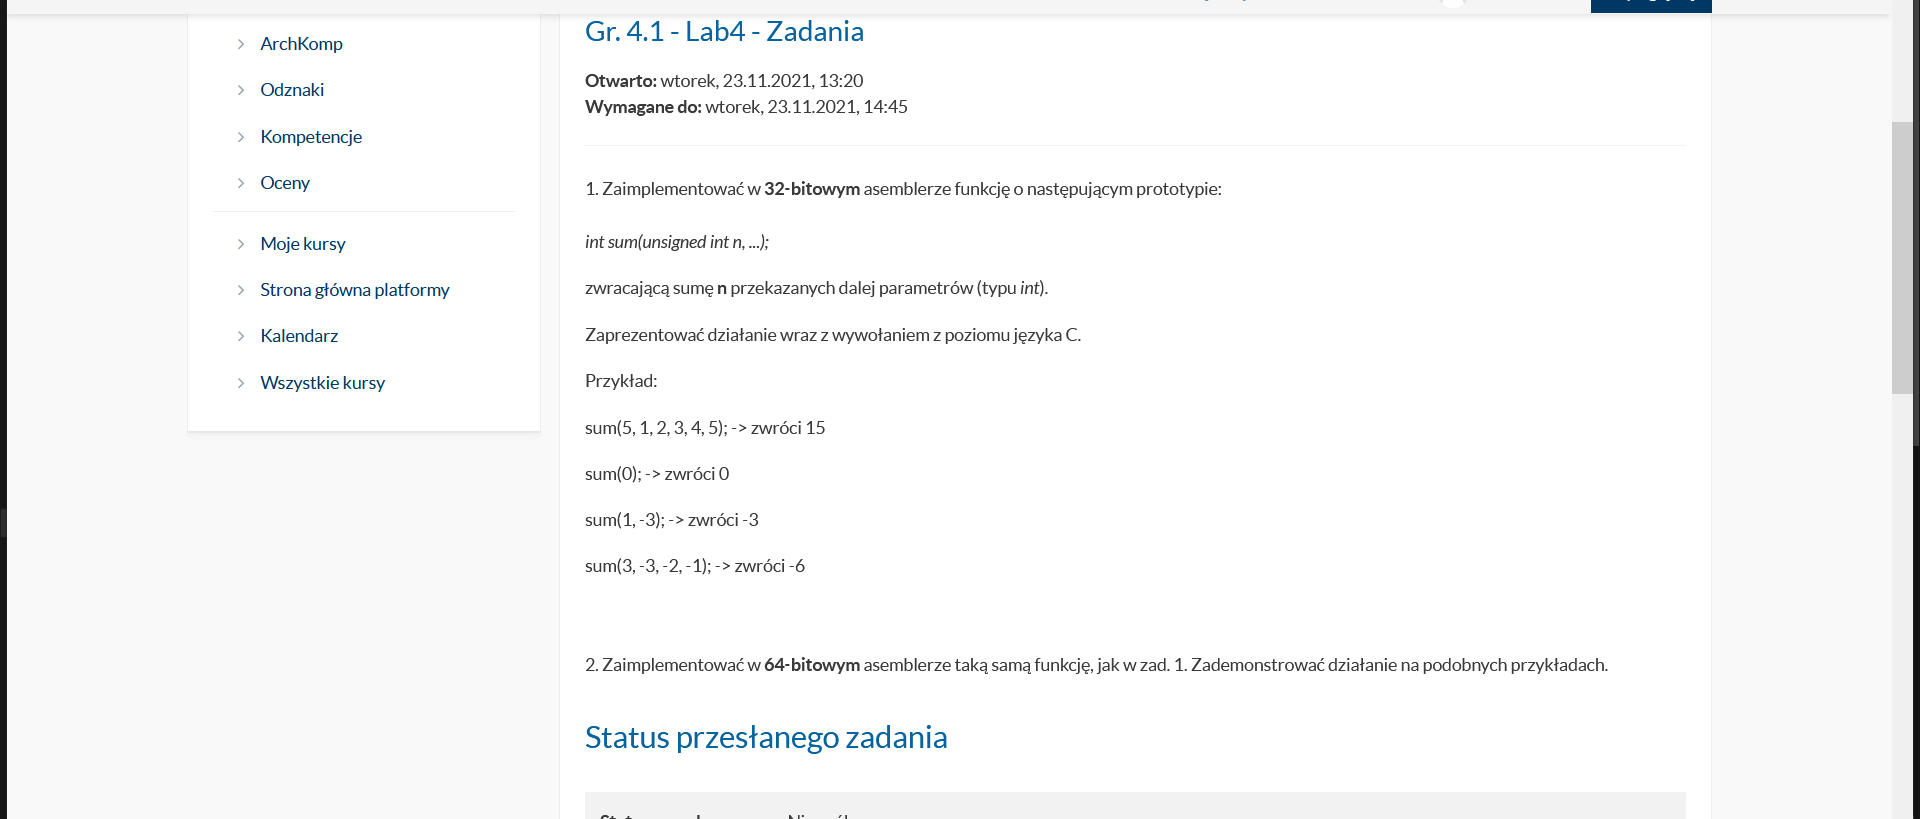 ArchKomp
Odznaki
Kompetencje
Oceny
Moje kursy
Strona główna platformy
Kalendarz
Wszystkie kursy
Gr. 4.1 - Lab4 - Zadania
Otwarto: wtorek, 23.11.2021, 13:20
Wymagane do: wtorek, 23.11.2021, 14:45
1. Zaimplementować w 32-bitowym asemblerze funkcję o następującym prototypie:
int sum(unsigned int n, ...);
zwracającą sumę n przekazanych dalej parametrów (typu int).
Zaprezentować działanie wraz z wywołaniem z poziomu języka C.
Przykład:
sum(5, 1, 2, 3, 4, 5); -> zwróci 15
sum(0); -> zwróci 0
sum(1, -3); -> zwróci -3
sum(3, -3, -2, -1); -> zwróci -6
2. Zaimplementować w 64-bitowym asemblerze taką samą funkcję, jak w zad. 1. Zademonstrować działanie na podobnych przykładach.
Status przesłanego zadania